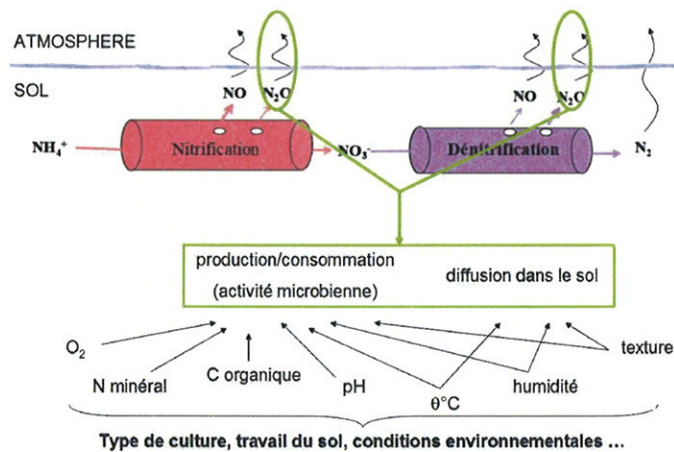 ATMOSPHERE
SOL
NO N₂O NO N₂O
NH₄⁺ Nitrification NO₃⁻ Dénitrification N₂
production/consommation
(activité microbienne)
diffusion dans le sol
O₂
N minéral
C organique
pH
θ°C
humidité
texture
Type de culture, travail du sol, conditions environnementales ...